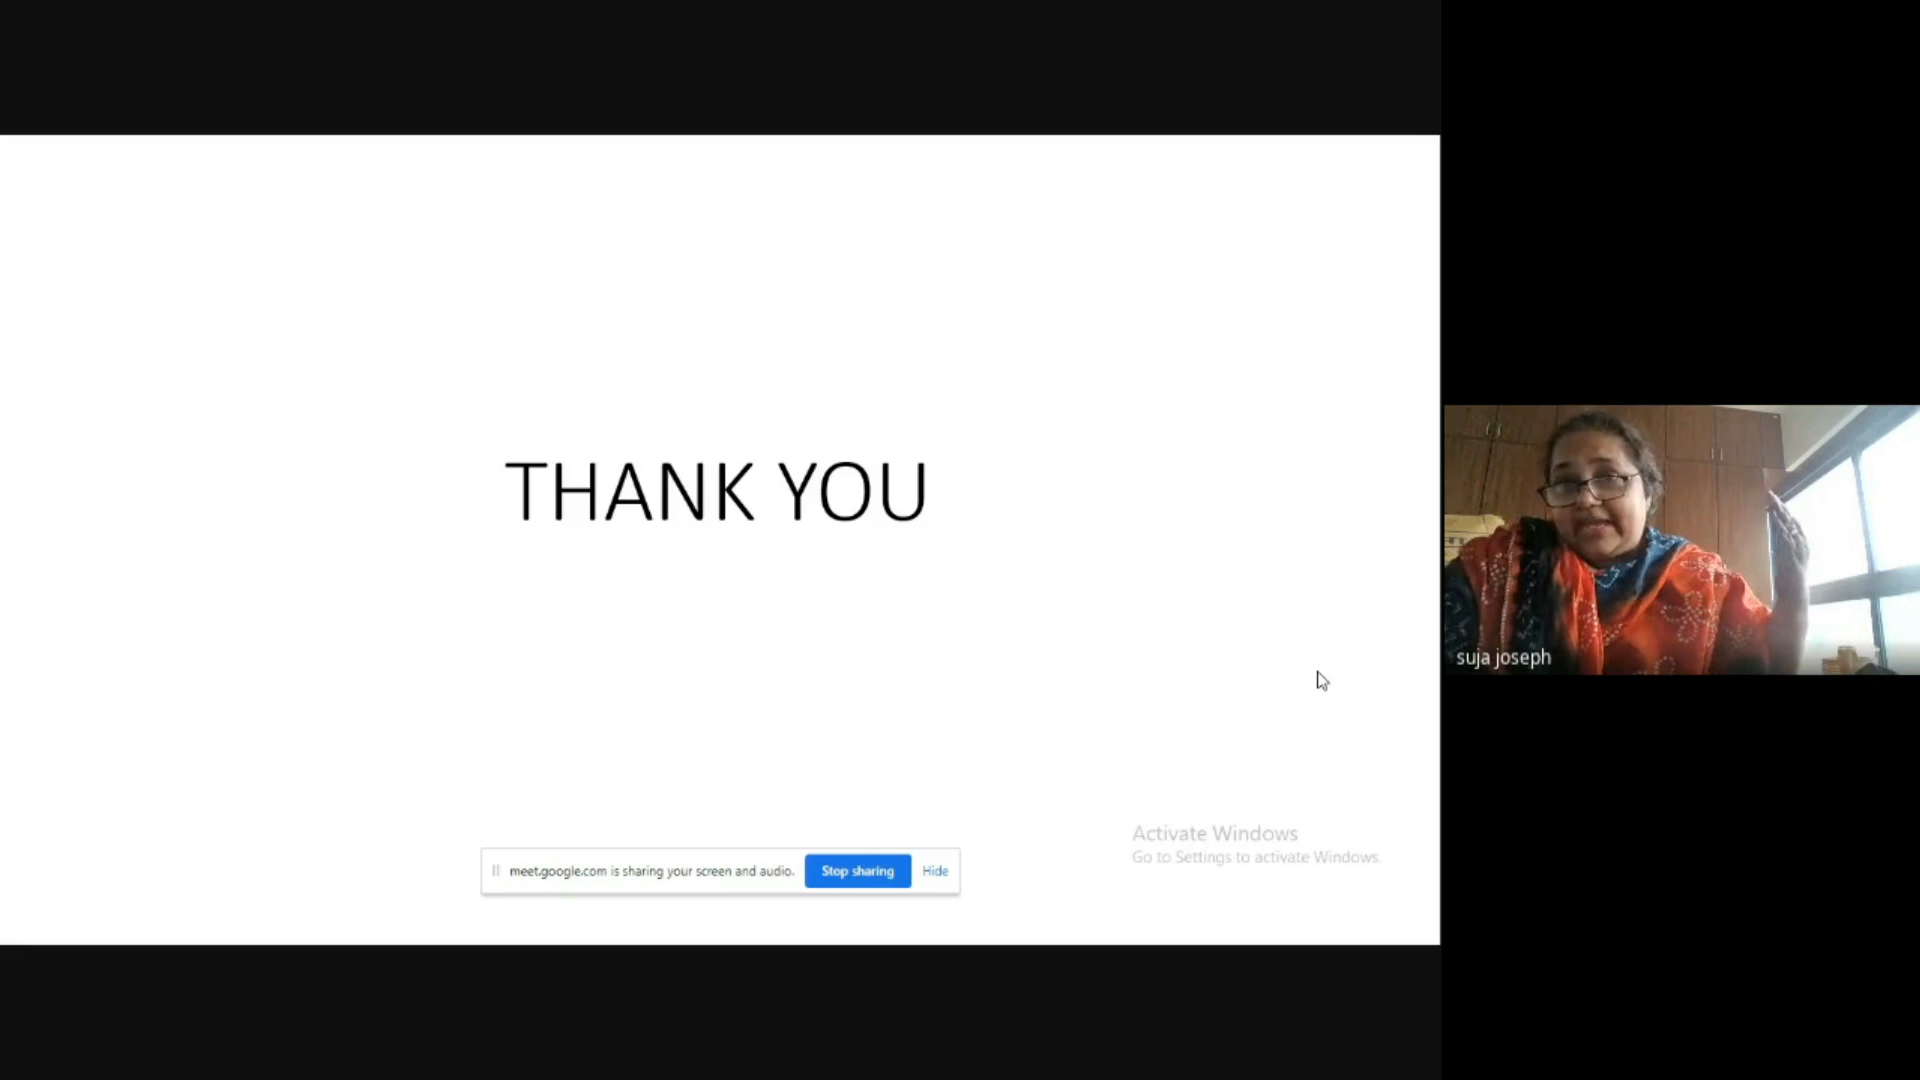 THANK YOU
suja joseph
Activate Windows
Go to Settings to activate Windows.
meet.google.com is sharing your screen and audio. Stop sharing Hide